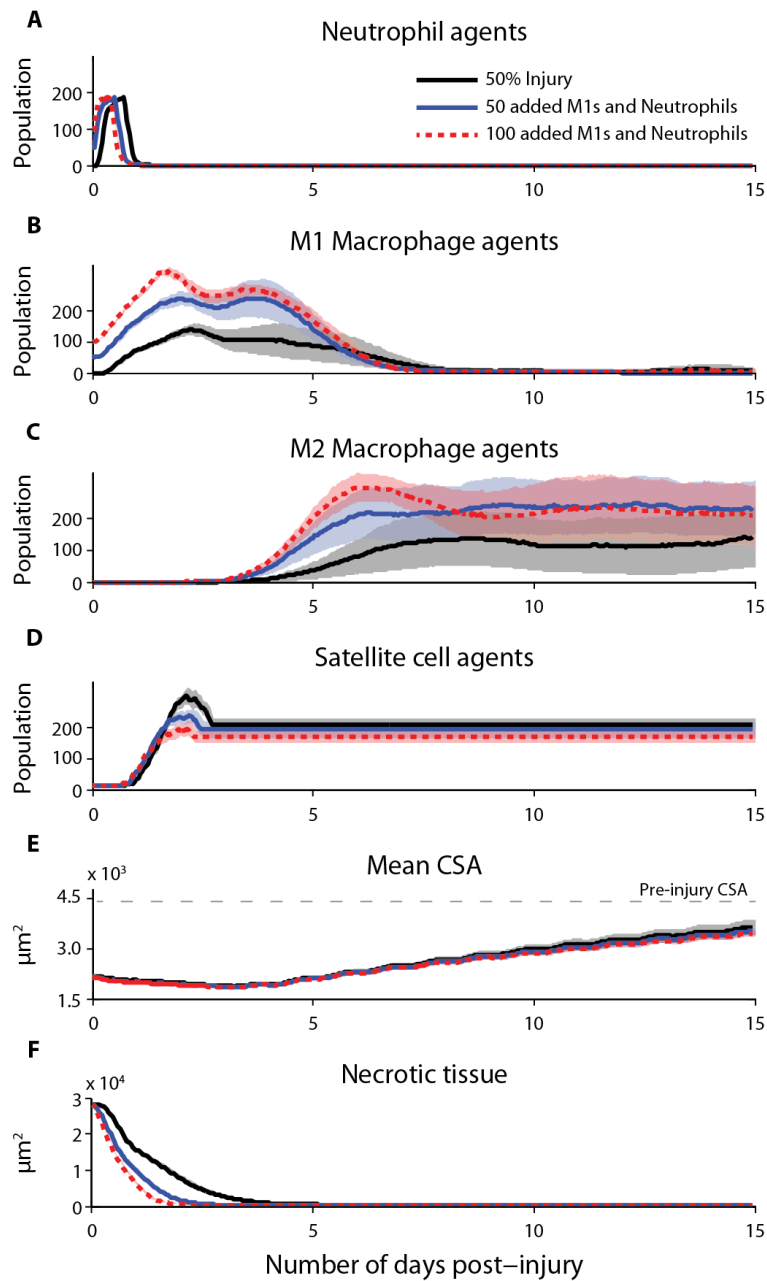 A
Neutrophil agents
Population
200
100
0
50% Injury
50 added M1s and Neutrophils
100 added M1s and Neutrophils
0 5 10 15
B
M1 Macrophage agents
Population
200
100
0
0 5 10 15
C
M2 Macrophage agents
Population
200
100
0
0 5 10 15
D
Satellite cell agents
Population
200
100
0
0 5 10 15
E
Mean CSA
x 10³
µm²
4.5
3.0
1.5
Pre-injury CSA
0 5 10 15
F
Necrotic tissue
x 10⁴
µm²
3
2
1
0
0 5 10 15
Number of days post–injury